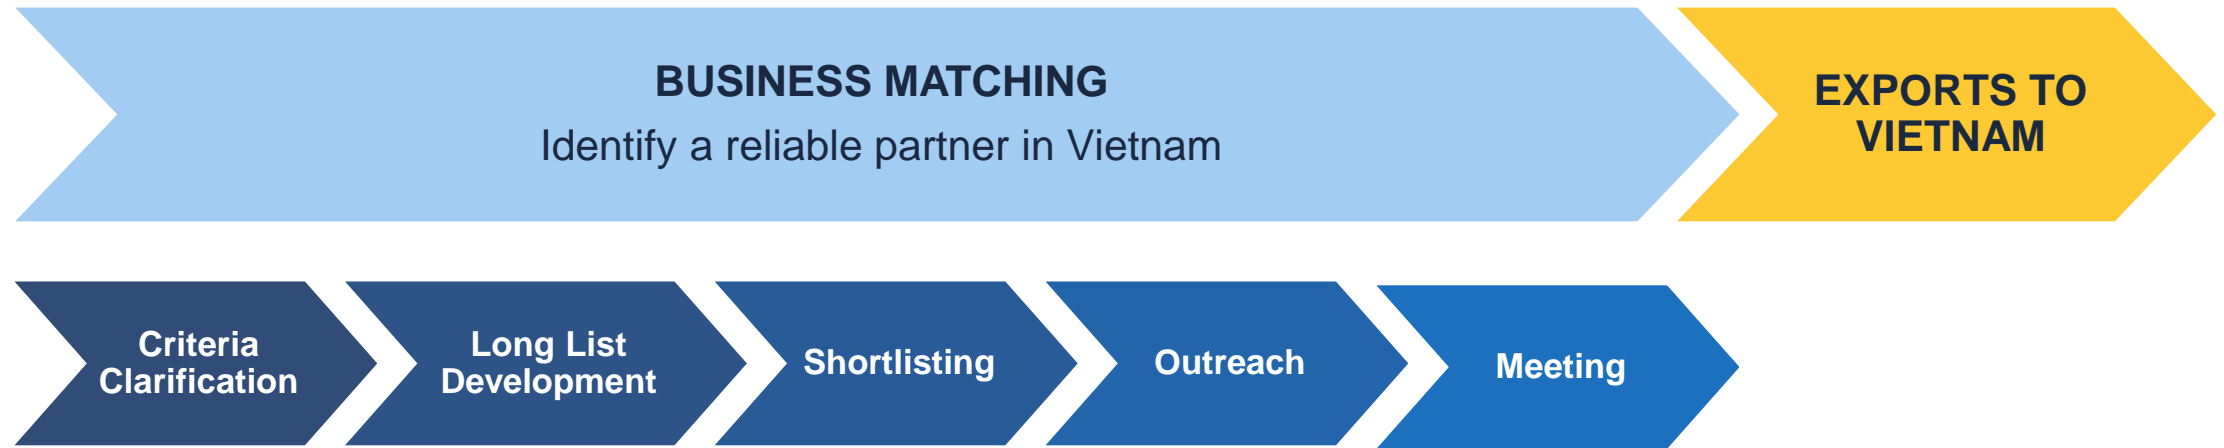 BUSINESS MATCHING
Identify a reliable partner in Vietnam
EXPORTS TO
VIETNAM
Criteria
Clarification
Long List
Development
Shortlisting
Outreach
Meeting